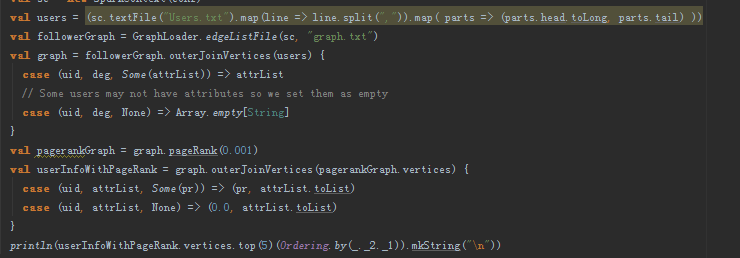 val sc = new SparkContext(conf)
val users = (sc.textFile("Users.txt").map(line => line.split(",")).map( parts => (parts.head.toLong, parts.tail) ))
val followerGraph = GraphLoader.edgeListFile(sc, "graph.txt")
val graph = followerGraph.outerJoinVertices(users) {
case (uid, deg, Some(attrList)) => attrList
// Some users may not have attributes so we set them as empty
case (uid, deg, None) => Array.empty[String]
}
val pagerankGraph = graph.pageRank(0.001)
val userInfoWithPageRank = graph.outerJoinVertices(pagerankGraph.vertices) {
case (uid, attrList, Some(pr)) => (pr, attrList.toList)
case (uid, attrList, None) => (0.0, attrList.toList)
}
println(userInfoWithPageRank.vertices.top(5)(Ordering.by(_._2._1)).mkString("\n"))